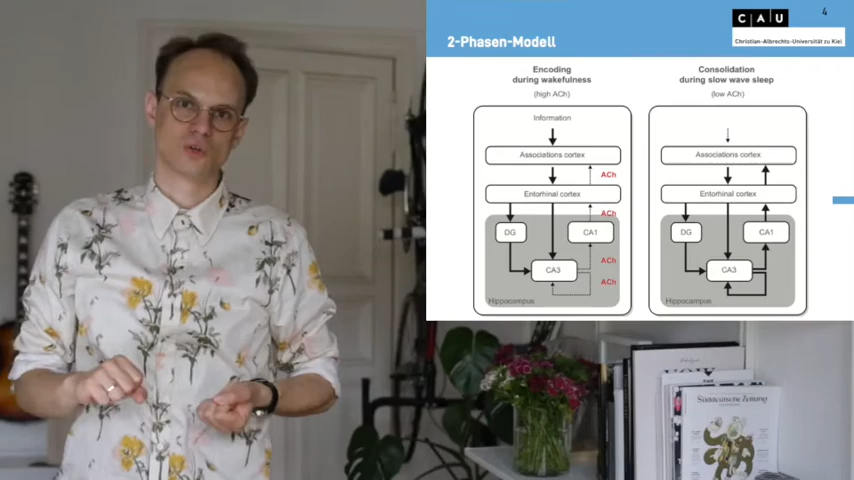 4
CAU
Christian-Albrechts-Universität zu Kiel
2-Phasen-Modell
Encoding
during wakefulness
(high ACh)
Information
Associations cortex
ACh
Entorhinal cortex
ACh
DG
CA1
ACh
CA3
ACh
Hippocampus
Consolidation
during slow wave sleep
(low ACh)
Associations cortex
Entorhinal cortex
DG
CA1
CA3
Hippocampus
Süddeutsche Zeitung